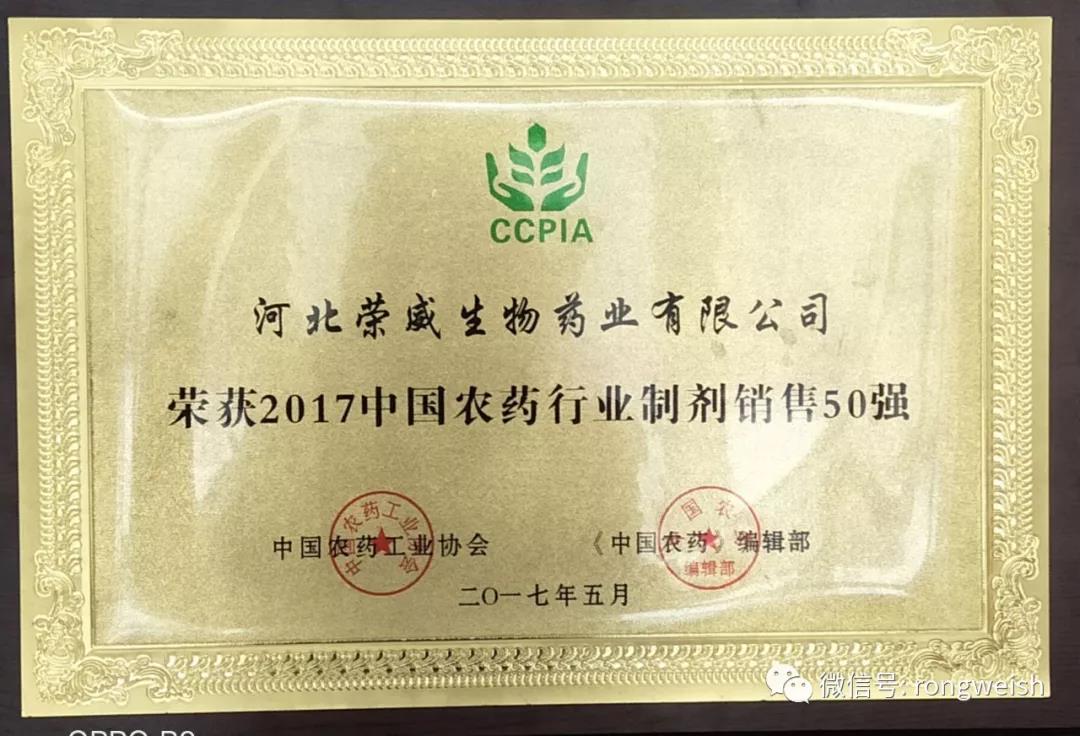 CCPIA
河北荣威生物药业有限公司
荣获2017中国农药行业制剂销售50强
中国农药工业协会 《中国农药》编辑部
二〇一七年五月
编辑部
微信号: rongweish